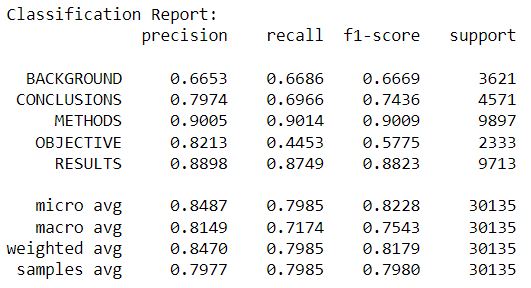 Classification Report:
precision recall f1-score support
BACKGROUND 0.6653 0.6686 0.6669 3621
CONCLUSIONS 0.7974 0.6966 0.7436 4571
METHODS 0.9005 0.9014 0.9009 9897
OBJECTIVE 0.8213 0.4453 0.5775 2333
RESULTS 0.8898 0.8749 0.8823 9713
micro avg 0.8487 0.7985 0.8228 30135
macro avg 0.8149 0.7174 0.7543 30135
weighted avg 0.8470 0.7985 0.8179 30135
samples avg 0.7977 0.7985 0.7980 30135